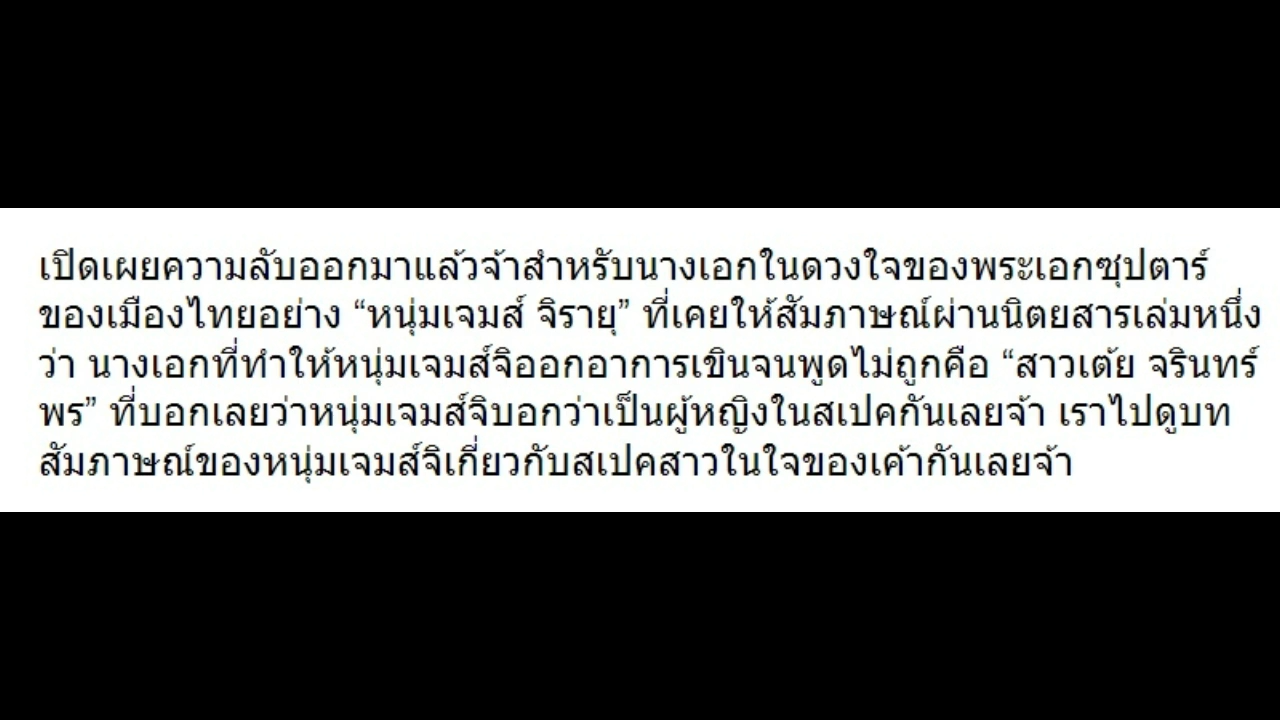 เปิดเผยความลับออกมาแล้วจ้าสำหรับนางเอกในดวงใจของพระเอกซุปตาร์
ของเมืองไทยอย่าง “หนุ่มเจมส์ จิรายุ” ที่เคยให้สัมภาษณ์ผ่านนิตยสารเล่มหนึ่ง
ว่า นางเอกที่ทำให้หนุ่มเจมส์จิออกอาการเขินจนพูดไม่ถูกคือ “สาวเต้ย จรินทร์
พร” ที่บอกเลยว่าหนุ่มเจมส์จิบอกว่าเป็นผู้หญิงในสเปคกันเลยจ้า เราไปดูบท
สัมภาษณ์ของหนุ่มเจมส์จิเกี่ยวกับสเปคสาวในใจของเค้ากันเลยจ้า